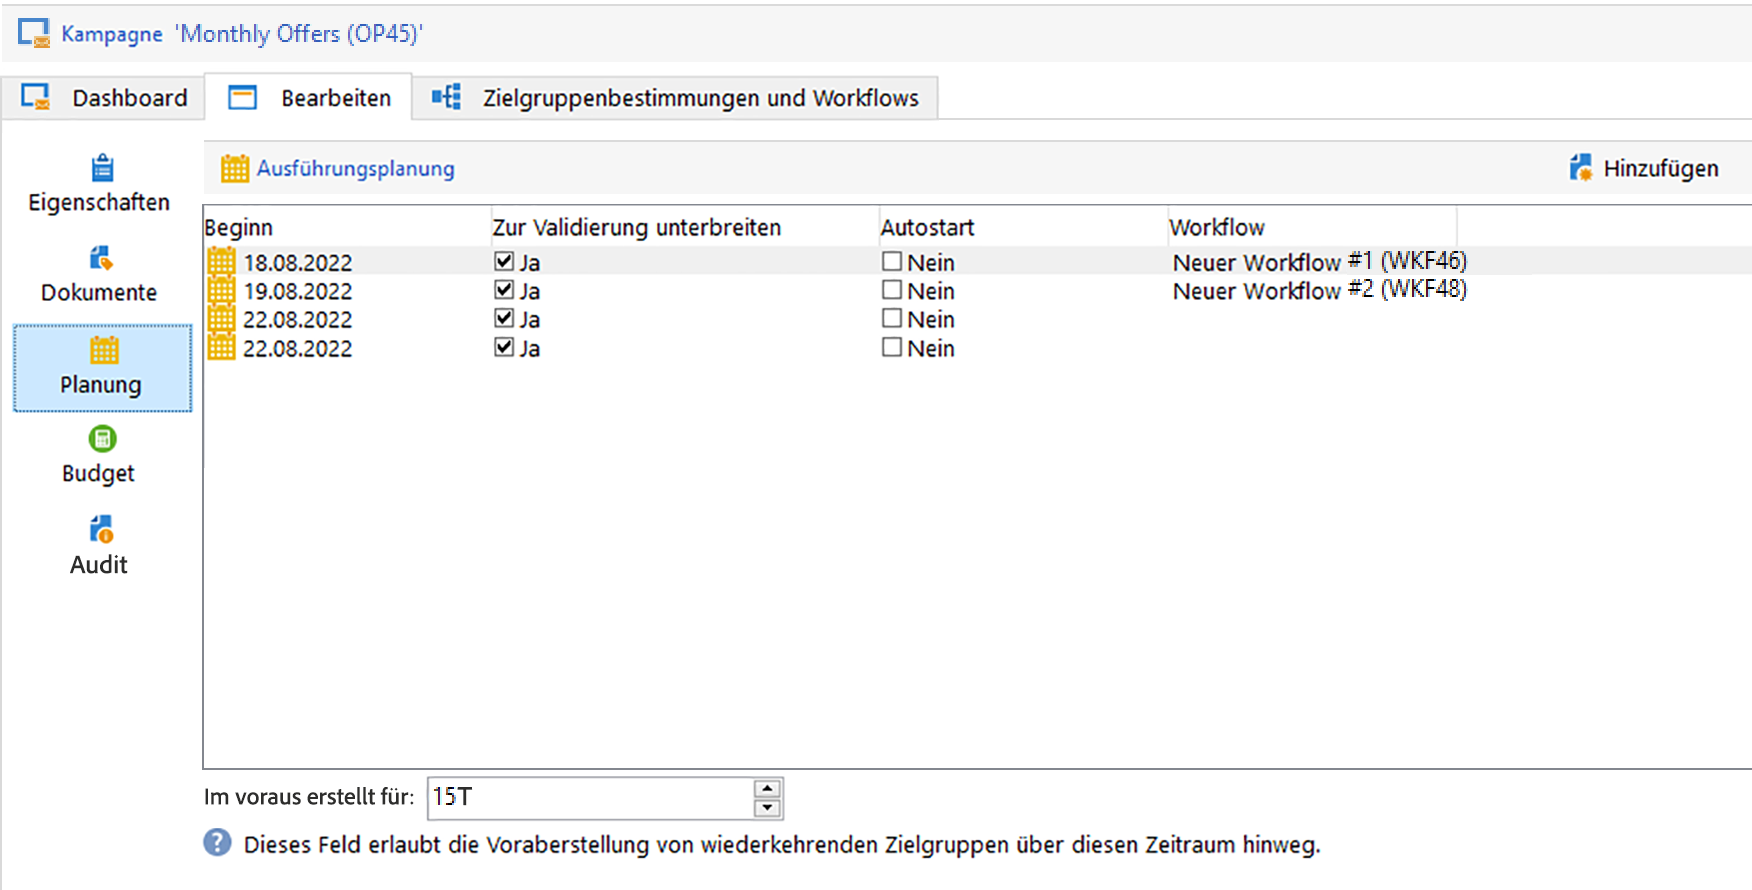 Kampagne 'Monthly Offers (OP45)'
Dashboard Bearbeiten Zielgruppenbestimmungen und Workflows
Eigenschaften
Dokumente
Planung
Budget
Audit
Ausführungsplanung Hinzufügen
Beginn Zur Validierung unterbreiten Autostart Workflow
18.08.2022 Ja Nein Neuer Workflow #1 (WKF46)
19.08.2022 Ja Nein Neuer Workflow #2 (WKF48)
22.08.2022 Ja Nein
22.08.2022 Ja Nein
Im voraus erstellt für: 15T
Dieses Feld erlaubt die Voraberstellung von wiederkehrenden Zielgruppen über diesen Zeitraum hinweg.